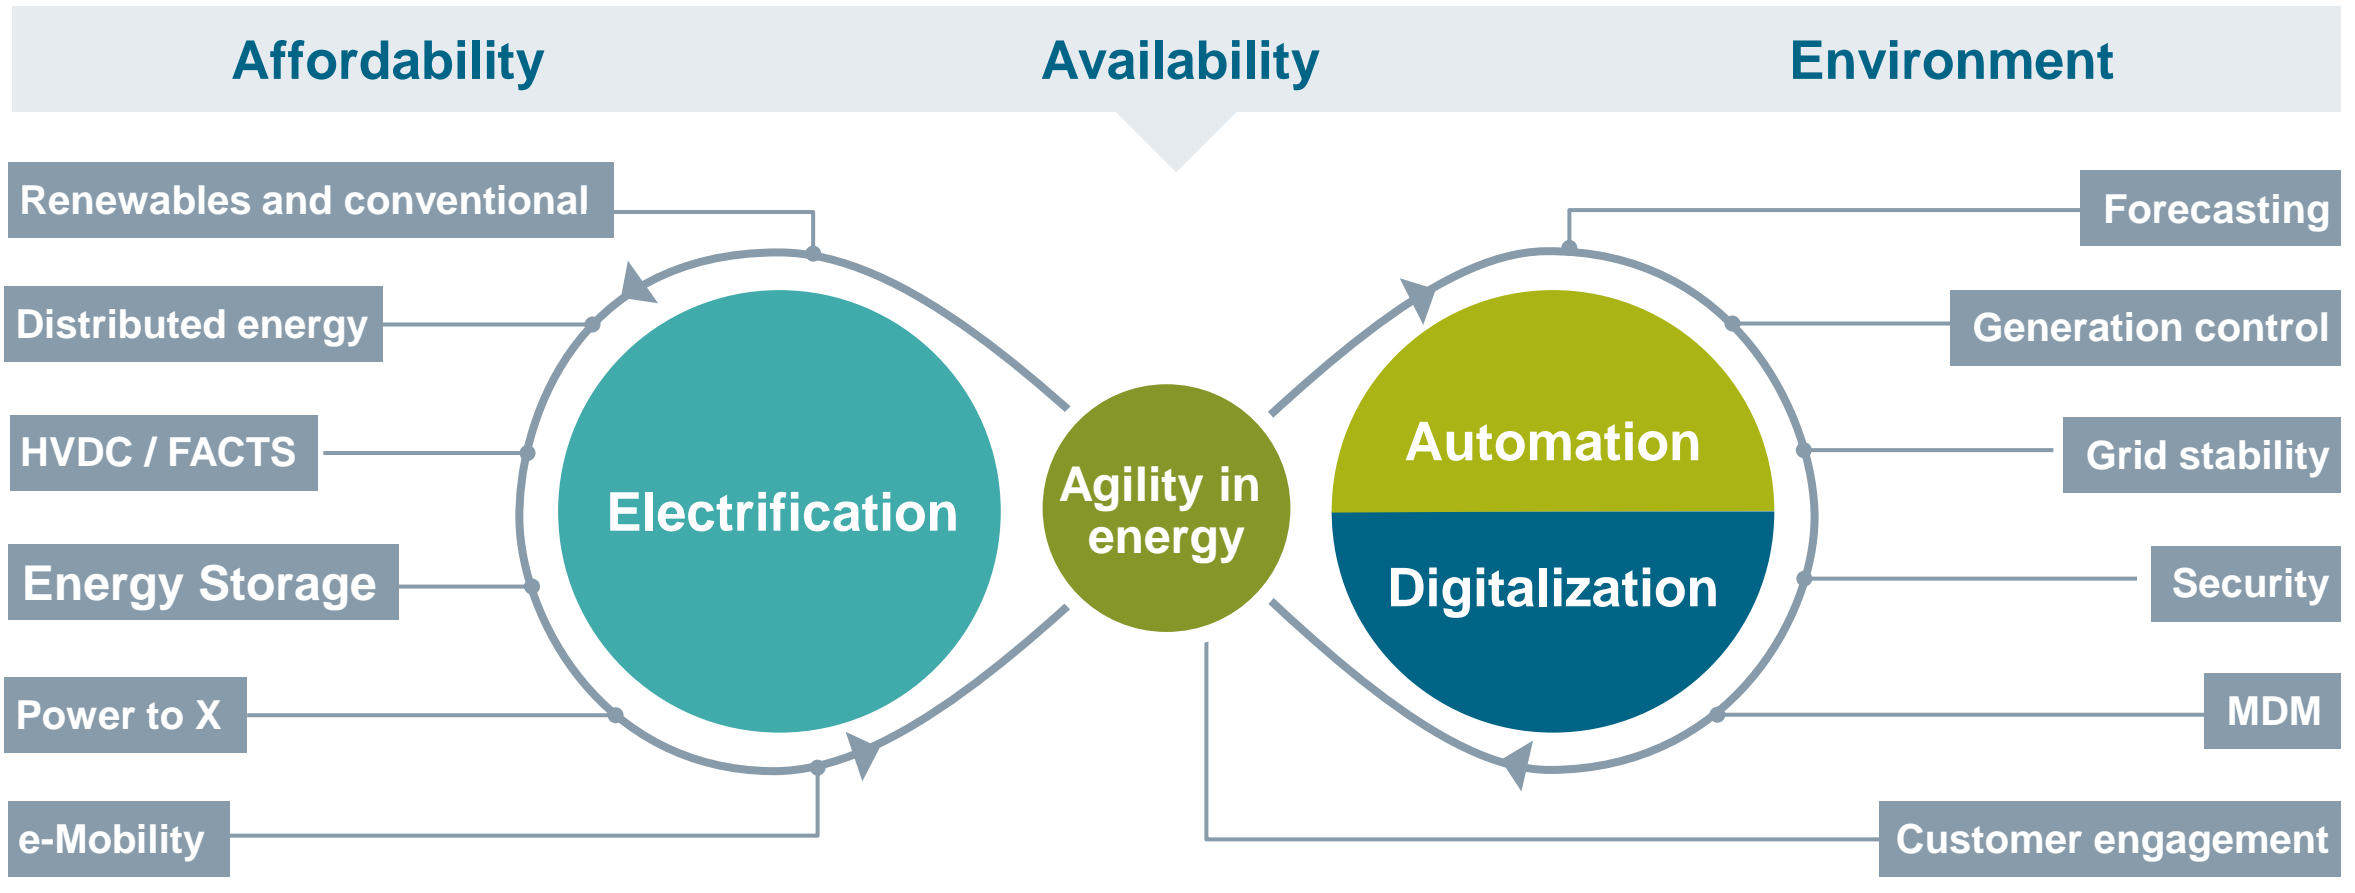 Affordability
Availability
Environment
Renewables and conventional
Distributed energy
HVDC / FACTS
Energy Storage
Power to X
e-Mobility
Electrification
Agility in
energy
Automation
Digitalization
Forecasting
Generation control
Grid stability
Security
MDM
Customer engagement